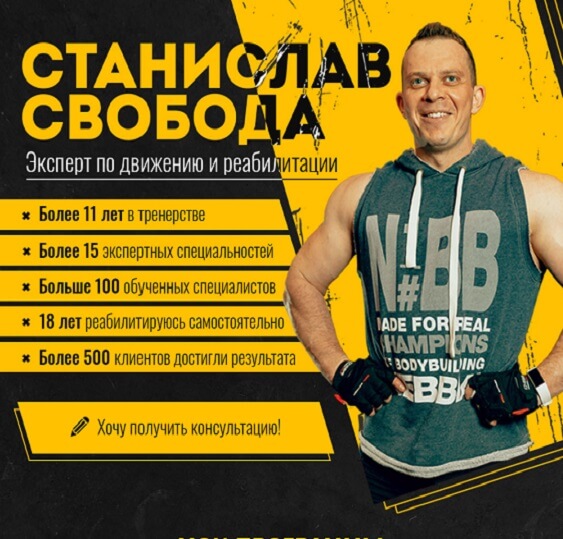 СТАНИСЛАВ
СВОБОДА
Эксперт по движению и реабилитации
Более 11 лет в тренерстве
Более 15 экспертных специальностей
Больше 100 обученных специалистов
18 лет реабилитируюсь самостоятельно
Более 500 клиентов достигли результата
Хочу получить консультацию!
N#BB
MADE FOR REAL
CHAMPIONS
BODYBUILDING